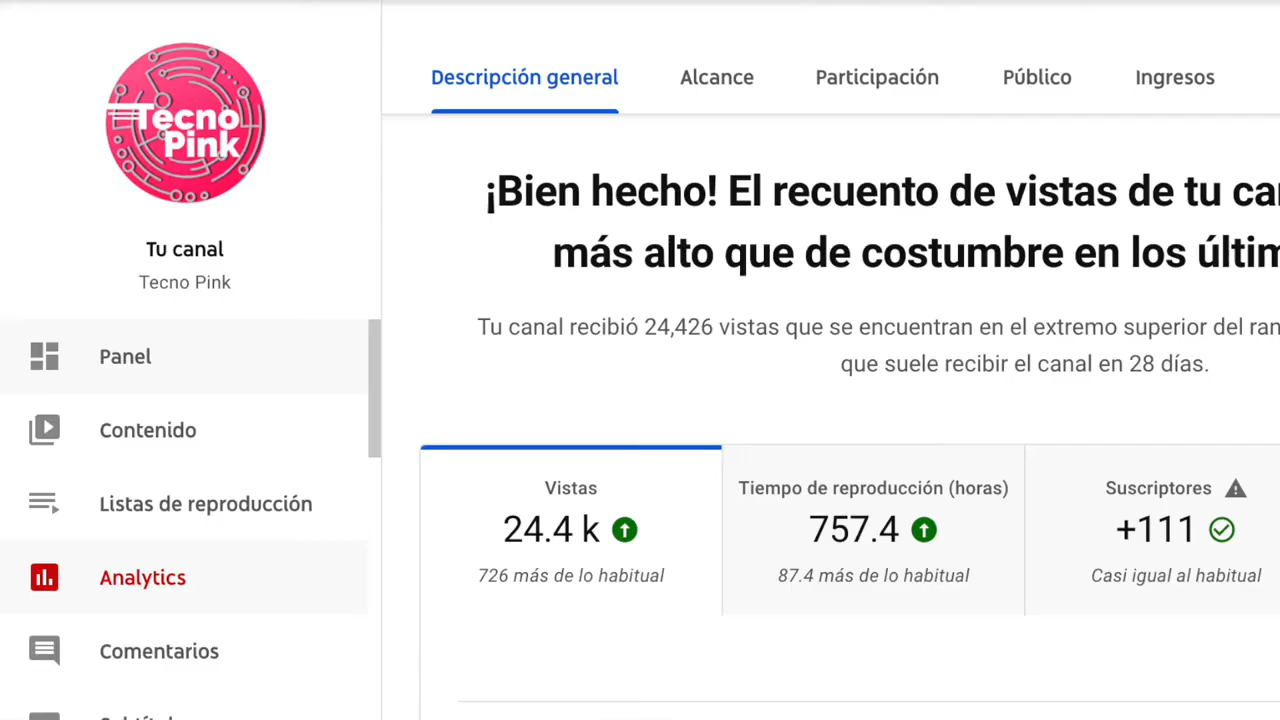 Tecno
Pink
Tu canal
Tecno Pink
Panel
Contenido
Listas de reproducción
Analytics
Comentarios
Descripción general
Alcance
Participación
Público
Ingresos
¡Bien hecho! El recuento de vistas de tu
más alto que de costumbre en los
Tu canal recibió 24,426 vistas que se encuentran en el extremo superior del
que suele recibir el canal en 28 días.
Vistas
24.4 k
726 más de lo habitual
Tiempo de reproducción (horas)
757.4
87.4 más de lo habitual
Suscriptores
+111
Casi igual al habitual